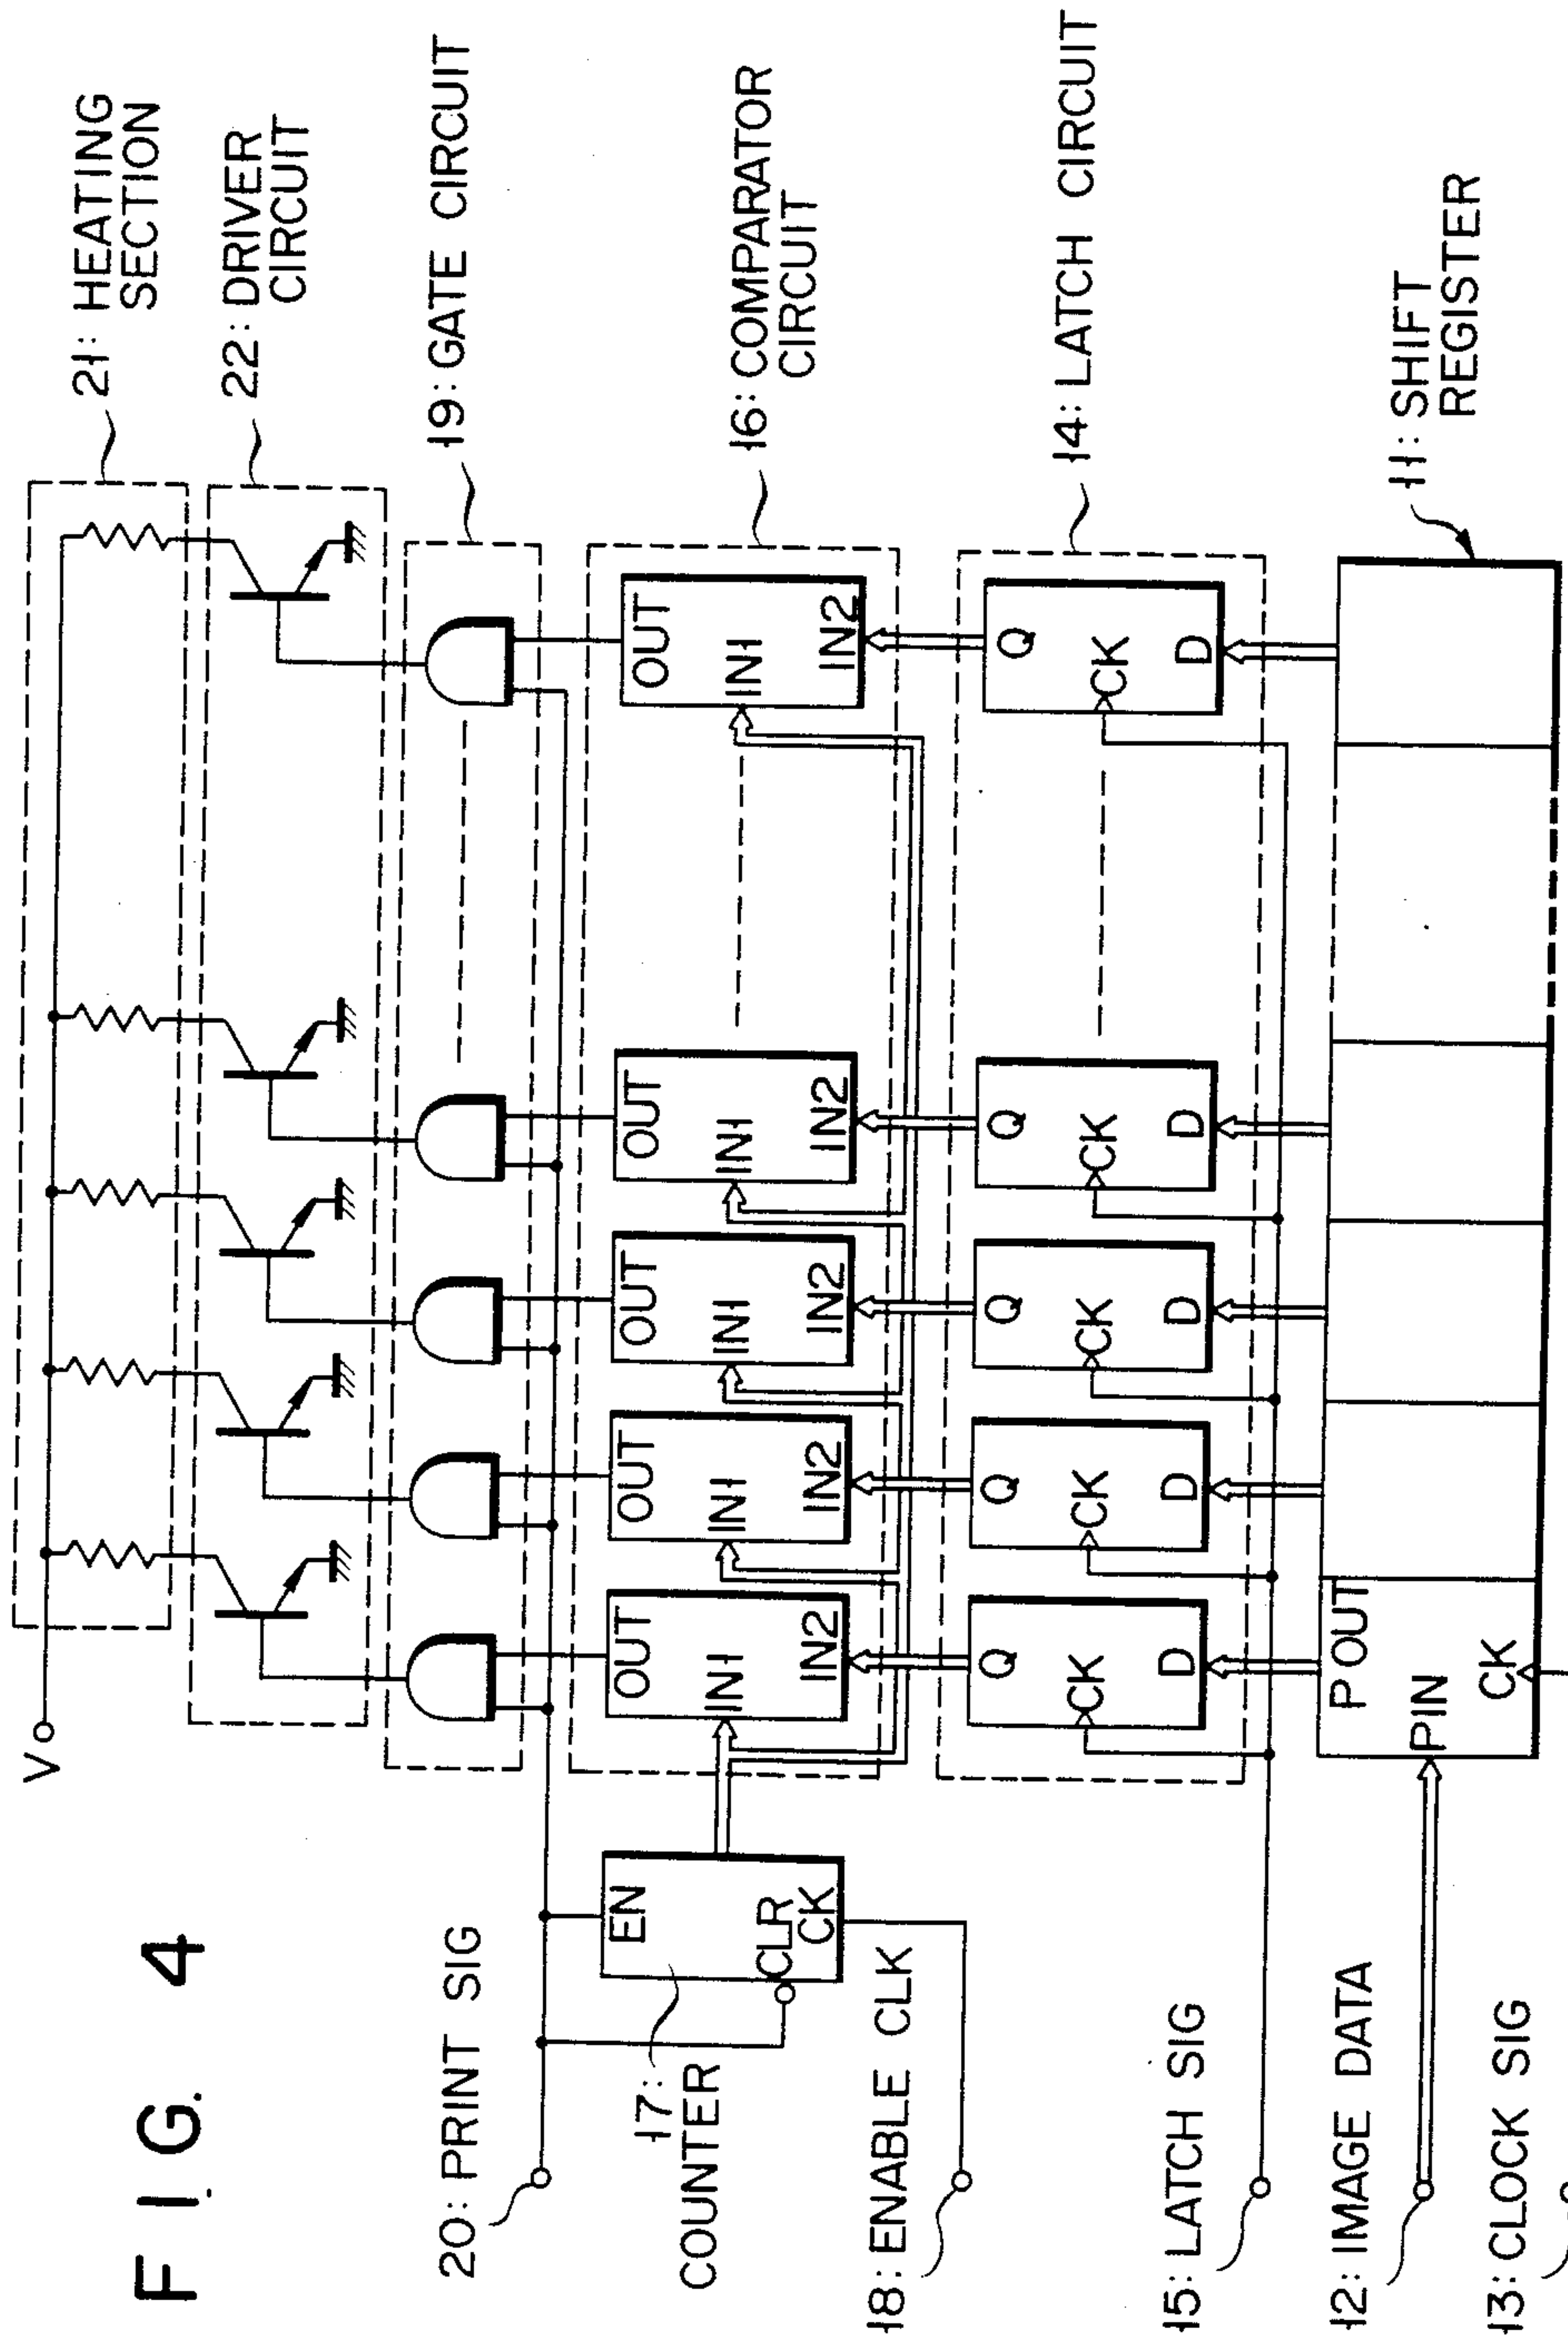 FIG. 4
21: HEATING
SECTION
22: DRIVER
CIRCUIT
19: GATE CIRCUIT
16: COMPARATOR
CIRCUIT
14: LATCH CIRCUIT
11: SHIFT
REGISTER
V
20: PRINT SIG
17:
COUNTER
EN
CLR
CK
18: ENABLE CLK
15: LATCH SIG
12: IMAGE DATA
13: CLOCK SIG
OUT
IN1
IN2
OUT
IN1
IN2
OUT
IN1
IN2
OUT
IN1
IN2
OUT
IN1
IN2
Q
CK
D
Q
CK
D
Q
CK
D
Q
CK
D
Q
CK
D
P OUT
PIN
CK